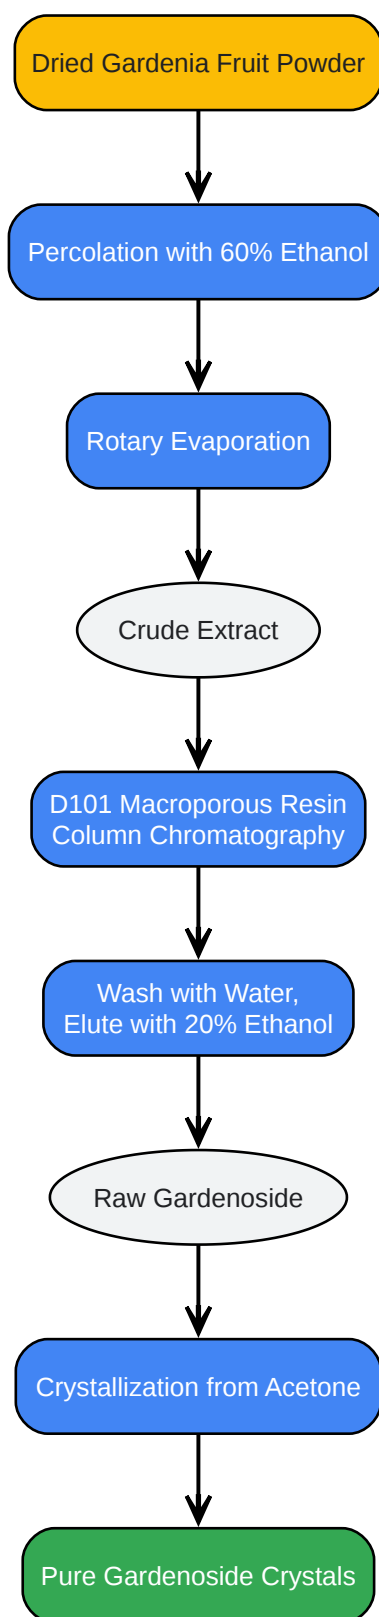 Dried Gardenia Fruit Powder
Percolation with 60% Ethanol
Rotary Evaporation
Crude Extract
D101 Macroporous Resin
Column Chromatography
Wash with Water,
Elute with 20% Ethanol
Raw Gardenoside
Crystallization from Acetone
Pure Gardenoside Crystals